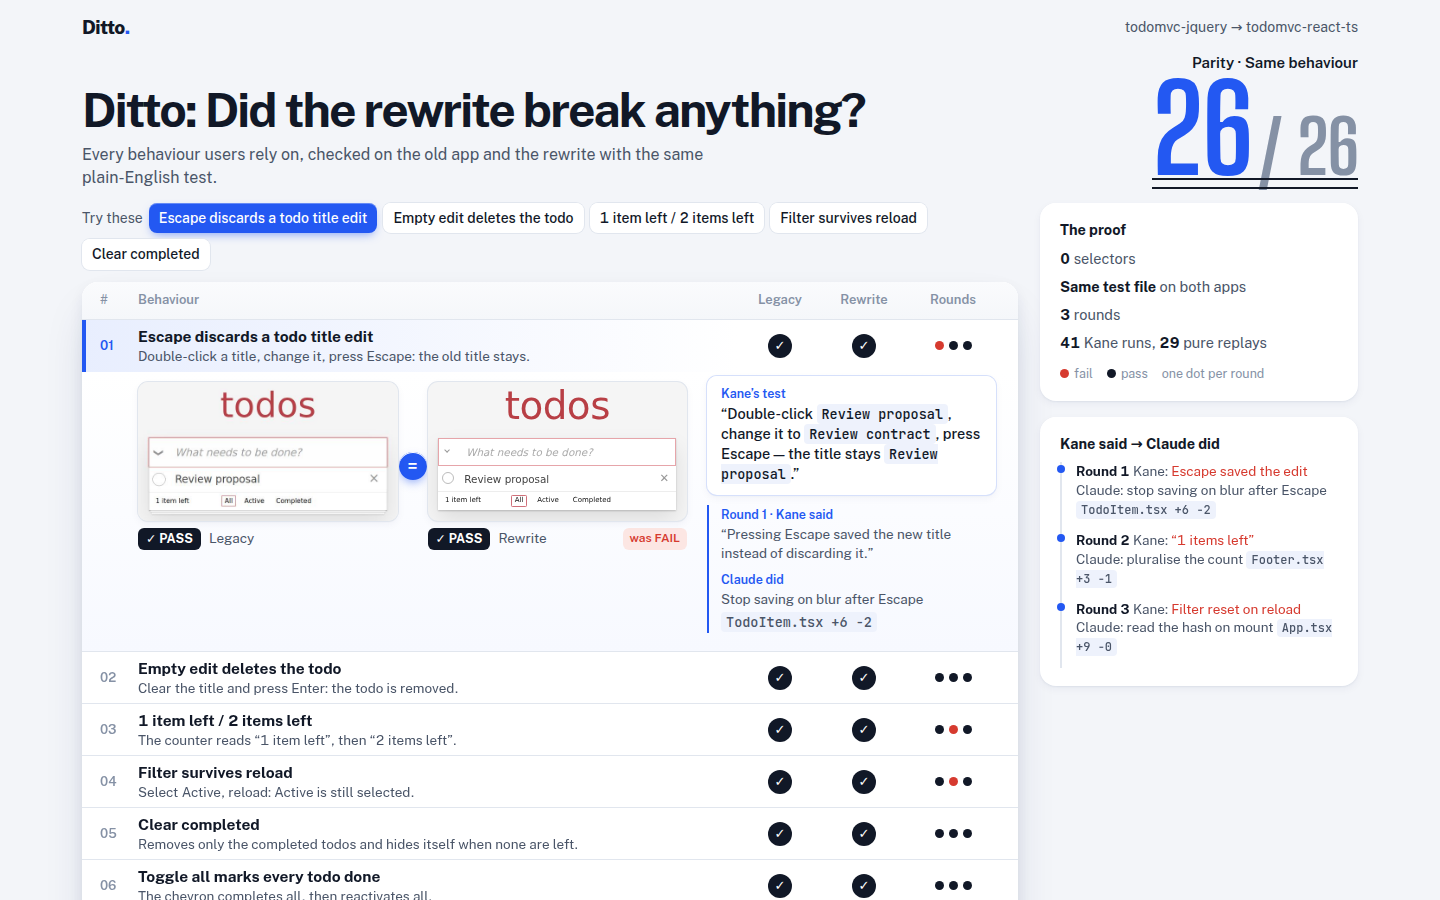 Ditto.
todomvc-jquery → todomvc-react-ts
Parity · Same behaviour
26 / 26
Ditto: Did the rewrite break anything?
Every behaviour users rely on, checked on the old app and the rewrite with the same
plain-English test.
Try these Escape discards a todo title edit Empty edit deletes the todo 1 item left / 2 items left Filter survives reload
Clear completed
# Behaviour Legacy Rewrite Rounds
01 Escape discards a todo title edit ✓ ✓
Double-click a title, change it, press Escape: the old title stays.
todos
What needs to be done?
Review proposal ×
1 item left All Active Completed
✓ PASS Legacy
=
todos
What needs to be done?
Review proposal ×
1 item left All Active Completed
✓ PASS Rewrite was FAIL
Kane's test
“Double-click Review proposal,
change it to Review contract, press
Escape — the title stays Review
proposal.”
Round 1 · Kane said
“Pressing Escape saved the new title
instead of discarding it.”
Claude did
Stop saving on blur after Escape
TodoItem.tsx +6 -2
02 Empty edit deletes the todo ✓ ✓
Clear the title and press Enter: the todo is removed.
03 1 item left / 2 items left ✓ ✓
The counter reads “1 item left”, then “2 items left”.
04 Filter survives reload ✓ ✓
Select Active, reload: Active is still selected.
05 Clear completed ✓ ✓
Removes only the completed todos and hides itself when none are left.
06 Toggle all marks every todo done ✓ ✓
The chevron completes all, then reactivates all.
The proof
0 selectors
Same test file on both apps
3 rounds
41 Kane runs, 29 pure replays
fail pass one dot per round
Kane said → Claude did
Round 1 Kane: Escape saved the edit
Claude: stop saving on blur after Escape
TodoItem.tsx +6 -2
Round 2 Kane: “1 items left”
Claude: pluralise the count Footer.tsx
+3 -1
Round 3 Kane: Filter reset on reload
Claude: read the hash on mount App.tsx
+9 -0